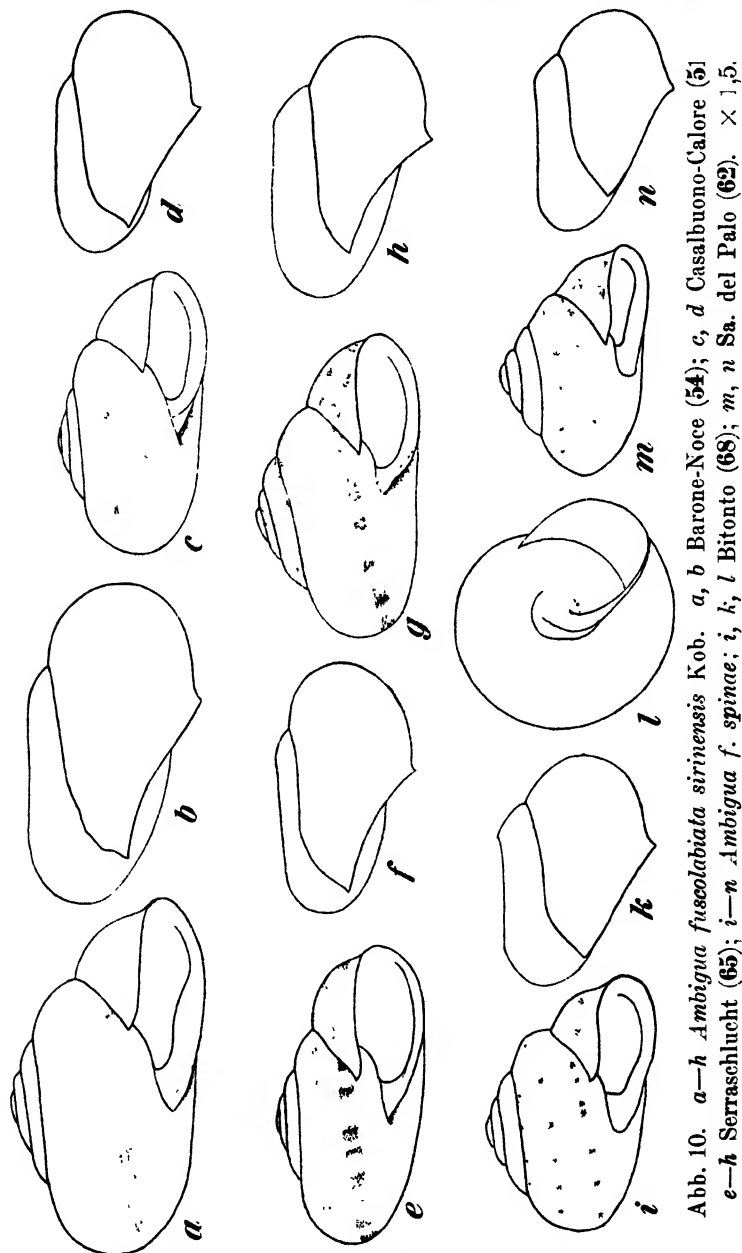 a
b
c
d
e
f
g
h
i
k
l
m
n
Abb. 10. a—h Ambigua fuscolabiata sirinensis Kob. a, b Barone-Noce (54); c, d Casalbuono-Calore (51
e—h Serraschlucht (65); i—n Ambigua f. spinae; i, k, l Bitonto (68); m, n Sa. del Palo (62). × 1,5.